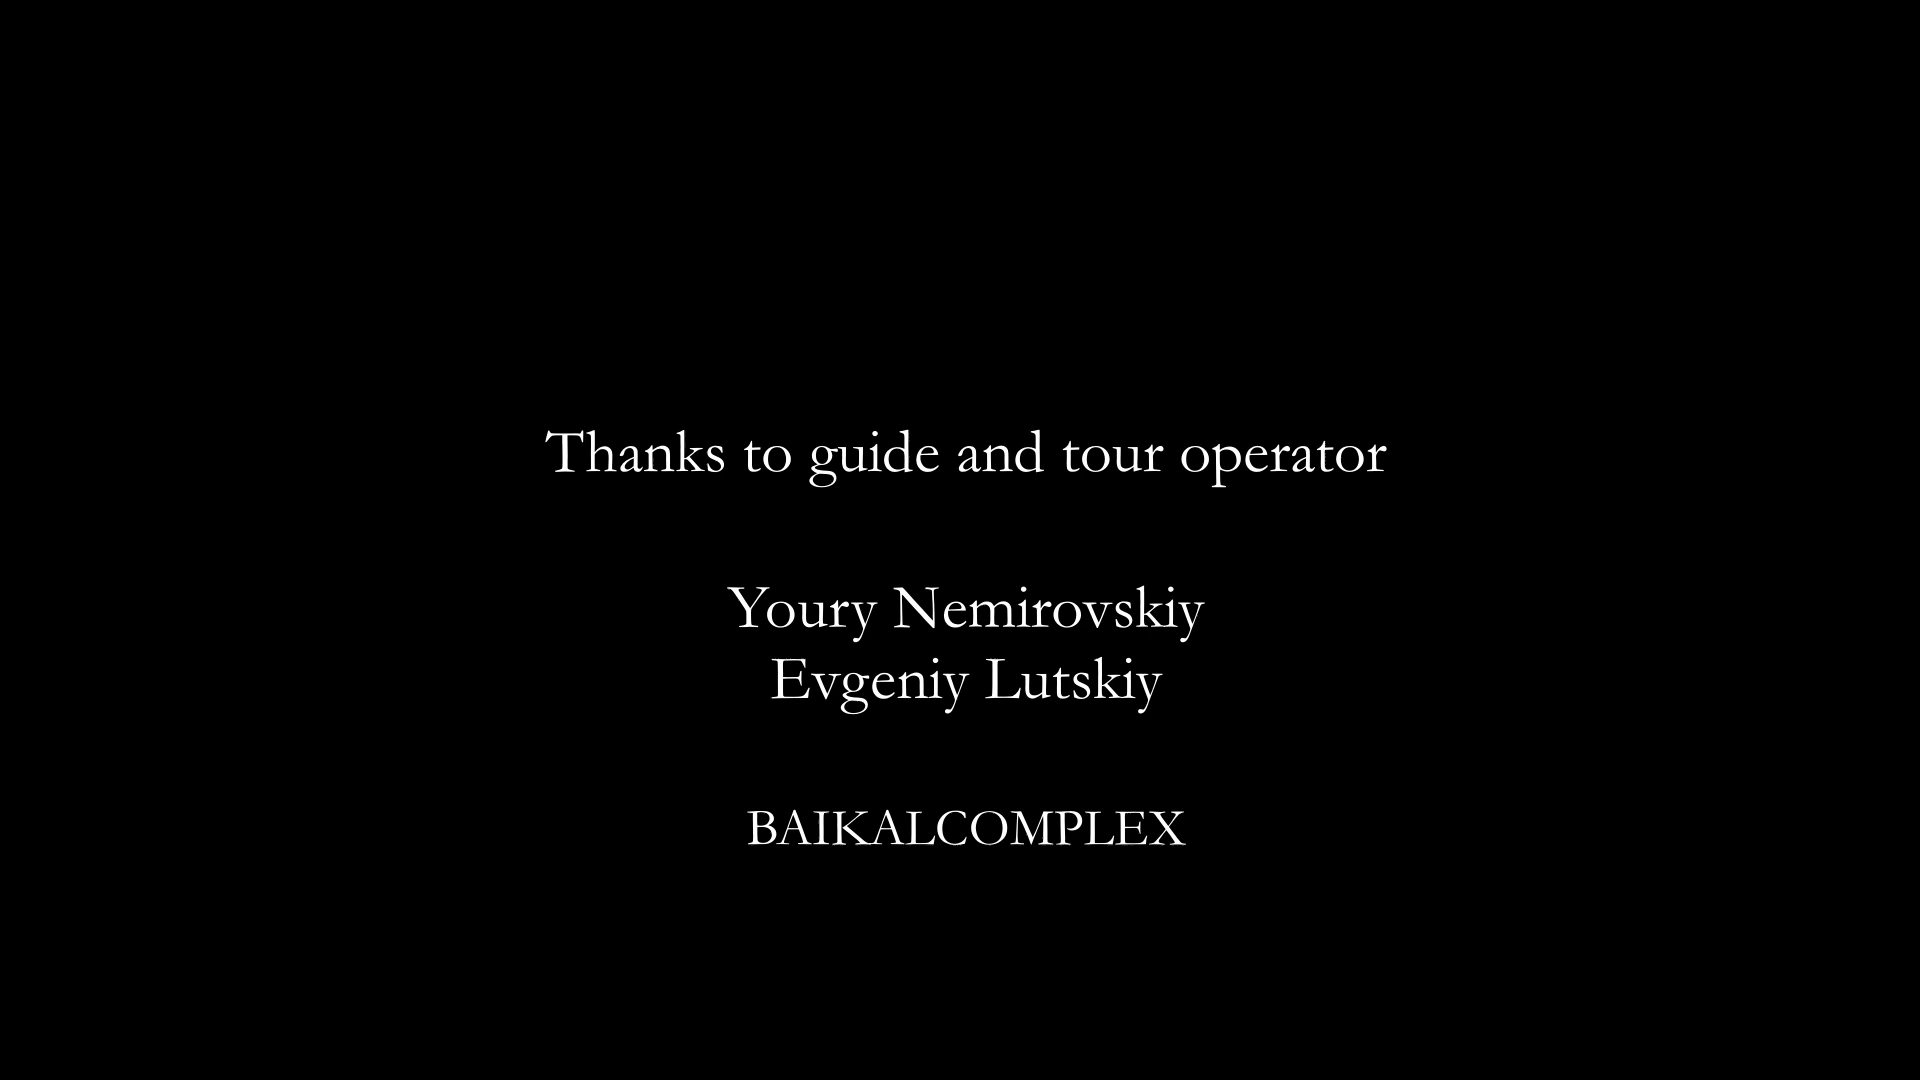 Thanks to guide and tour operator
Youry Nemirovskiy
Evgeniy Lutskiy
BAIKALCOMPLEX